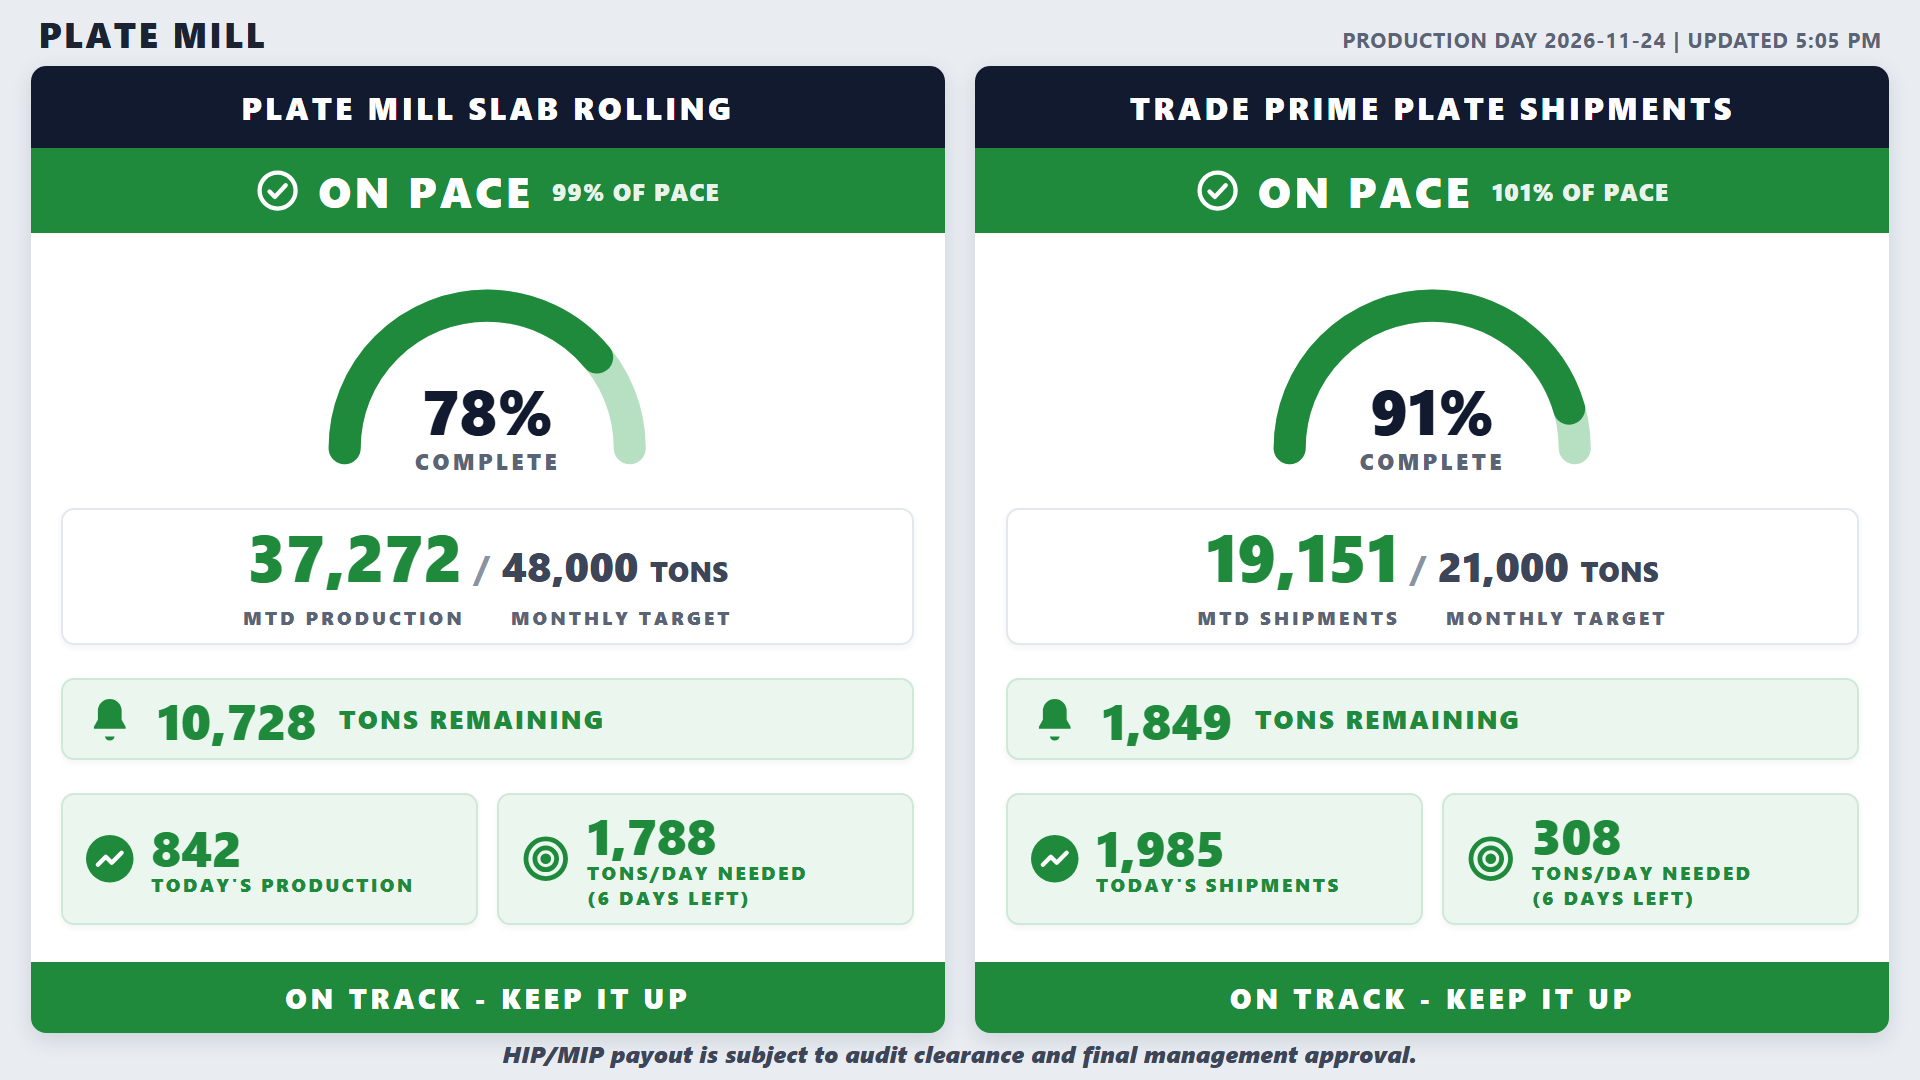 PLATE MILL
PRODUCTION DAY 2026-11-24 | UPDATED 5:05 PM
PLATE MILL SLAB ROLLING
ON PACE 99% OF PACE
78%
COMPLETE
37,272 / 48,000 TONS
MTD PRODUCTION MONTHLY TARGET
10,728 TONS REMAINING
842
TODAY'S PRODUCTION
1,788
TONS/DAY NEEDED
(6 DAYS LEFT)
ON TRACK - KEEP IT UP
TRADE PRIME PLATE SHIPMENTS
ON PACE 101% OF PACE
91%
COMPLETE
19,151 / 21,000 TONS
MTD SHIPMENTS MONTHLY TARGET
1,849 TONS REMAINING
1,985
TODAY'S SHIPMENTS
308
TONS/DAY NEEDED
(6 DAYS LEFT)
ON TRACK - KEEP IT UP
HIP/MIP payout is subject to audit clearance and final management approval.